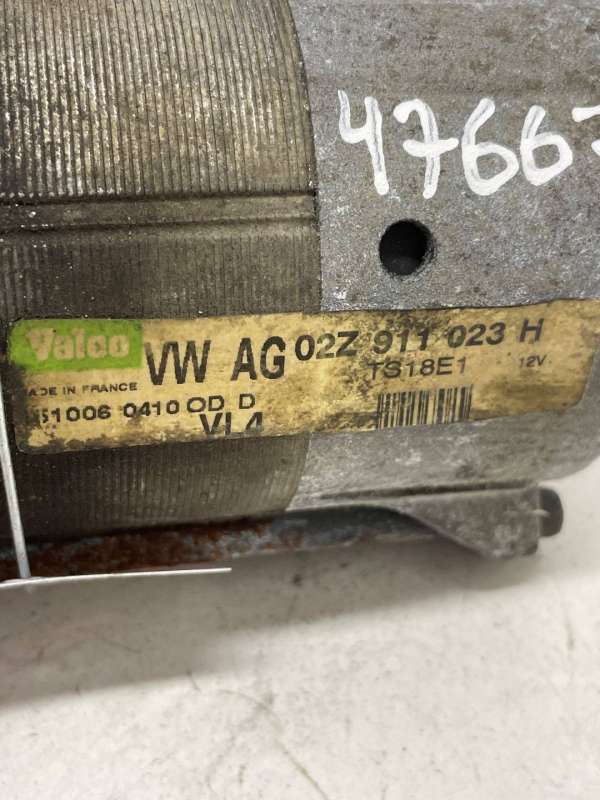 47667
Valeo VW AG 02Z 911 023 H
TS18E1 12V
MADE IN FRANCE
51006 0410 OD D
VL4